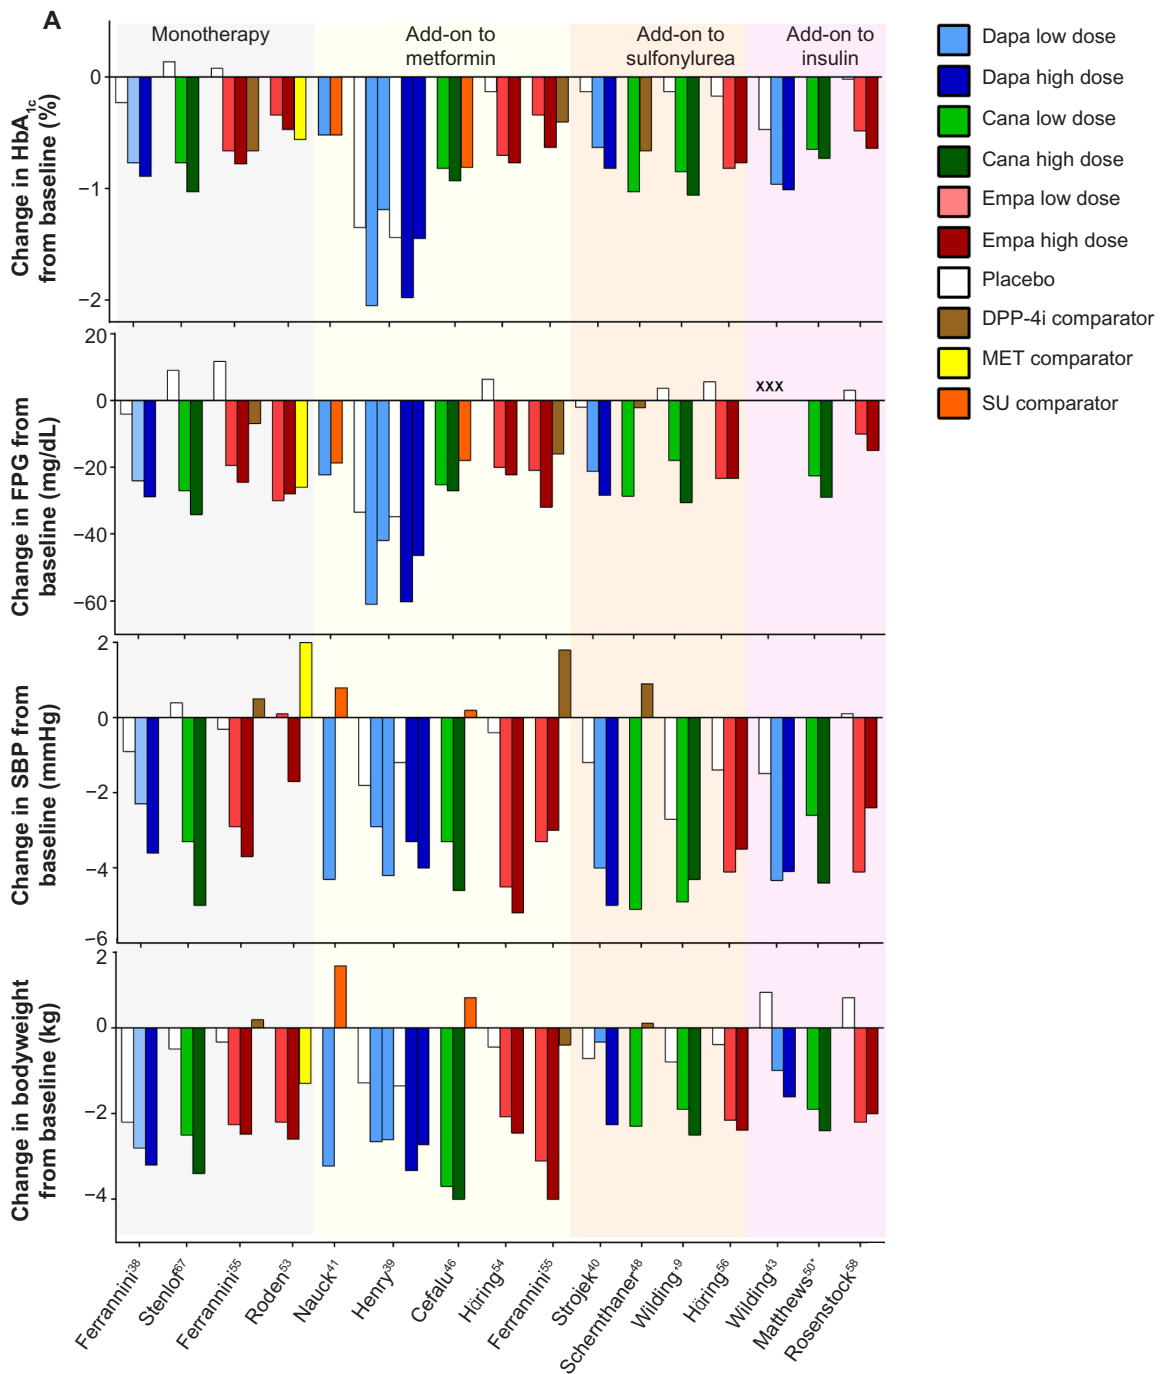 A
Monotherapy
Add-on to
metformin
Add-on to
sulfonylurea
Add-on to
insulin
Change in HbA1c
from baseline (%)
0
−1
−2
Change in FPG from
baseline (mg/dL)
20
0
−20
−40
−60
xxx
Change in SBP from
baseline (mmHg)
2
0
−2
−4
−6
Change in bodyweight
from baseline (kg)
2
0
−2
−4
Ferrannini38
Stenlof67
Ferrannini55
Roden53
Nauck41
Henry39
Cefalu46
Häring54
Ferrannini55
Strojek40
Schernthaner48
Wilding*9
Häring56
Wilding43
Matthews50*
Rosenstock58
Dapa low dose
Dapa high dose
Cana low dose
Cana high dose
Empa low dose
Empa high dose
Placebo
DPP-4i comparator
MET comparator
SU comparator